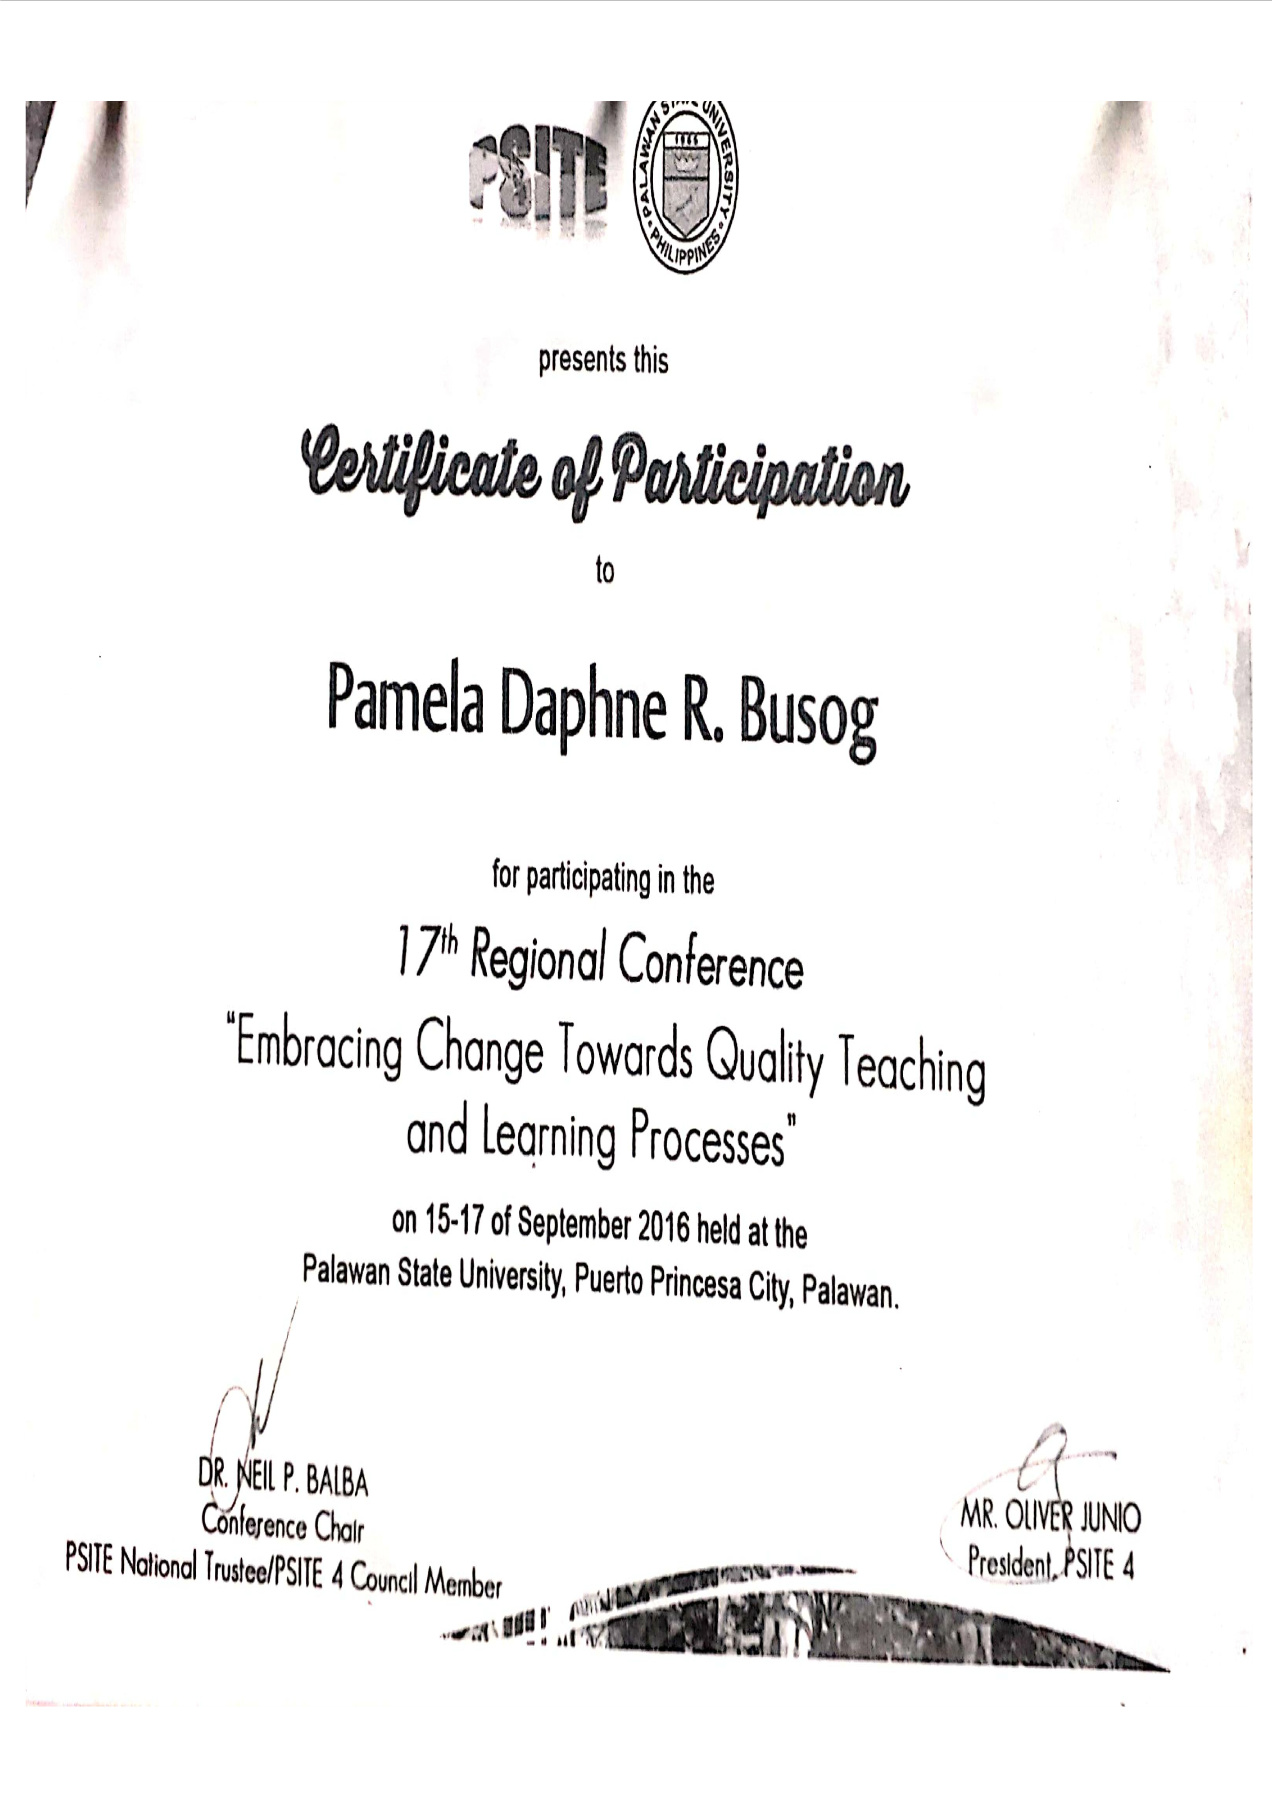 PSITE
PALAWAN STATE UNIVERSITY
1965
PHILIPPINES
presents this
Certificate of Participation
to
Pamela Daphne R. Busog
for participating in the
17th Regional Conference
"Embracing Change Towards Quality Teaching
and Learning Processes"
on 15-17 of September 2016 held at the
Palawan State University, Puerto Princesa City, Palawan.
DR. NEIL P. BALBA
Conference Chair
PSITE National Trustee/PSITE 4 Council Member
MR. OLIVER JUNIO
President, PSITE 4